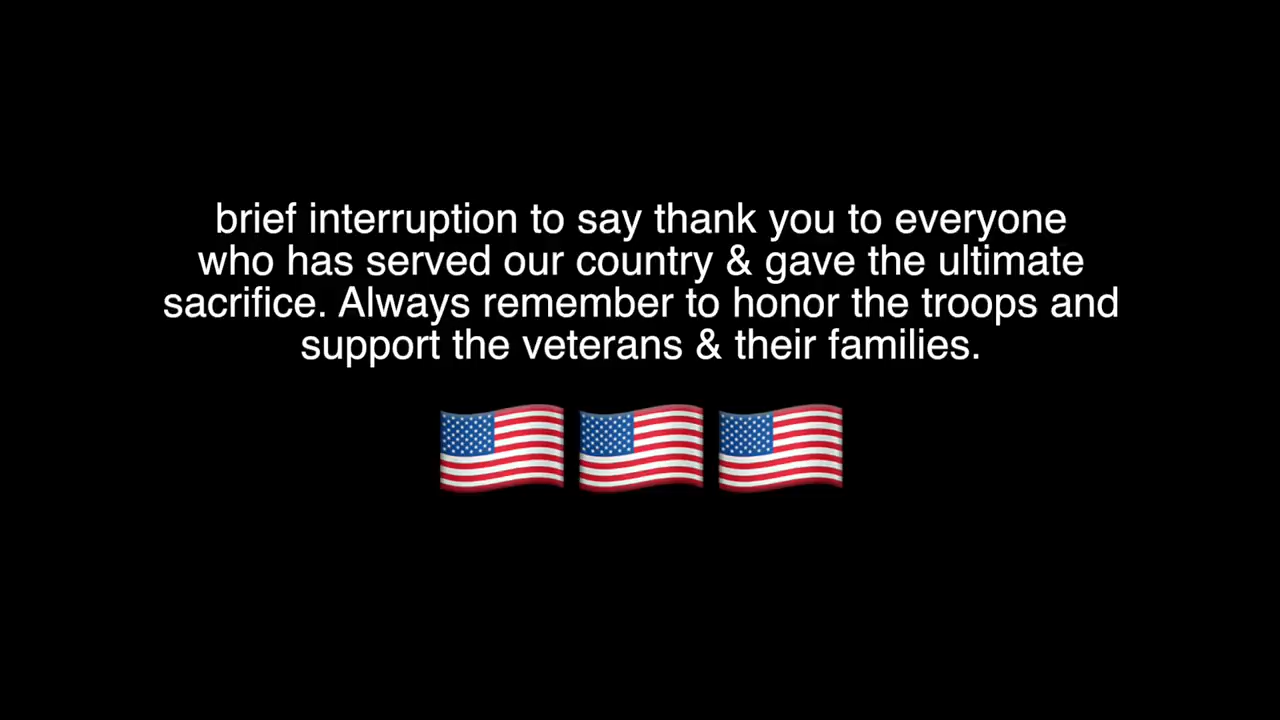 brief interruption to say thank you to everyone
who has served our country & gave the ultimate
sacrifice. Always remember to honor the troops and
support the veterans & their families.